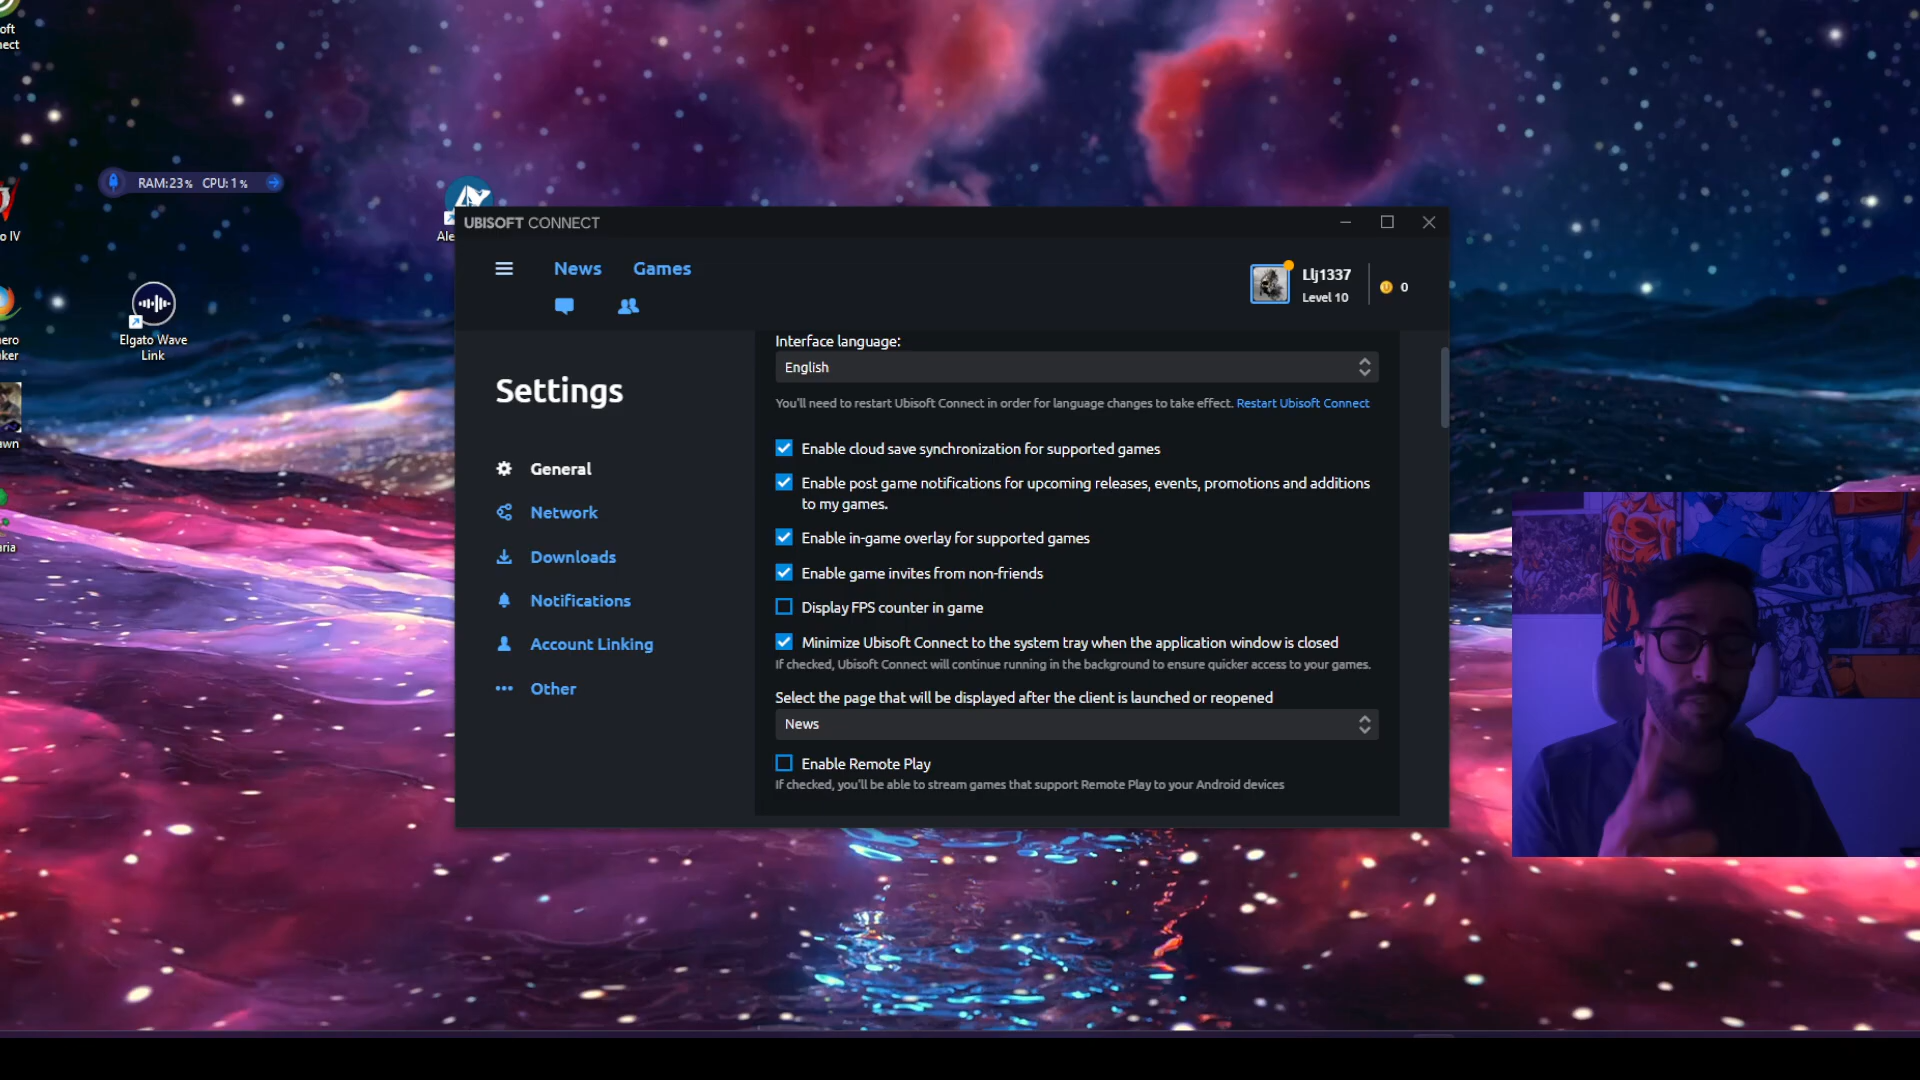 oft
nect
RAM:23% CPU: 1%
o IV
Ale
UBISOFT CONNECT
News Games
Llj1337
Level 10
0
Elgato Wave
Link
ero
ker
awn
aria
Settings
General
Network
Downloads
Notifications
Account Linking
Other
Interface language:
English
You'll need to restart Ubisoft Connect in order for language changes to take effect. Restart Ubisoft Connect
Enable cloud save synchronization for supported games
Enable post game notifications for upcoming releases, events, promotions and additions
to my games.
Enable in-game overlay for supported games
Enable game invites from non-friends
Display FPS counter in game
Minimize Ubisoft Connect to the system tray when the application window is closed
If checked, Ubisoft Connect will continue running in the background to ensure quicker access to your games.
Select the page that will be displayed after the client is launched or reopened
News
Enable Remote Play
If checked, you'll be able to stream games that support Remote Play to your Android devices